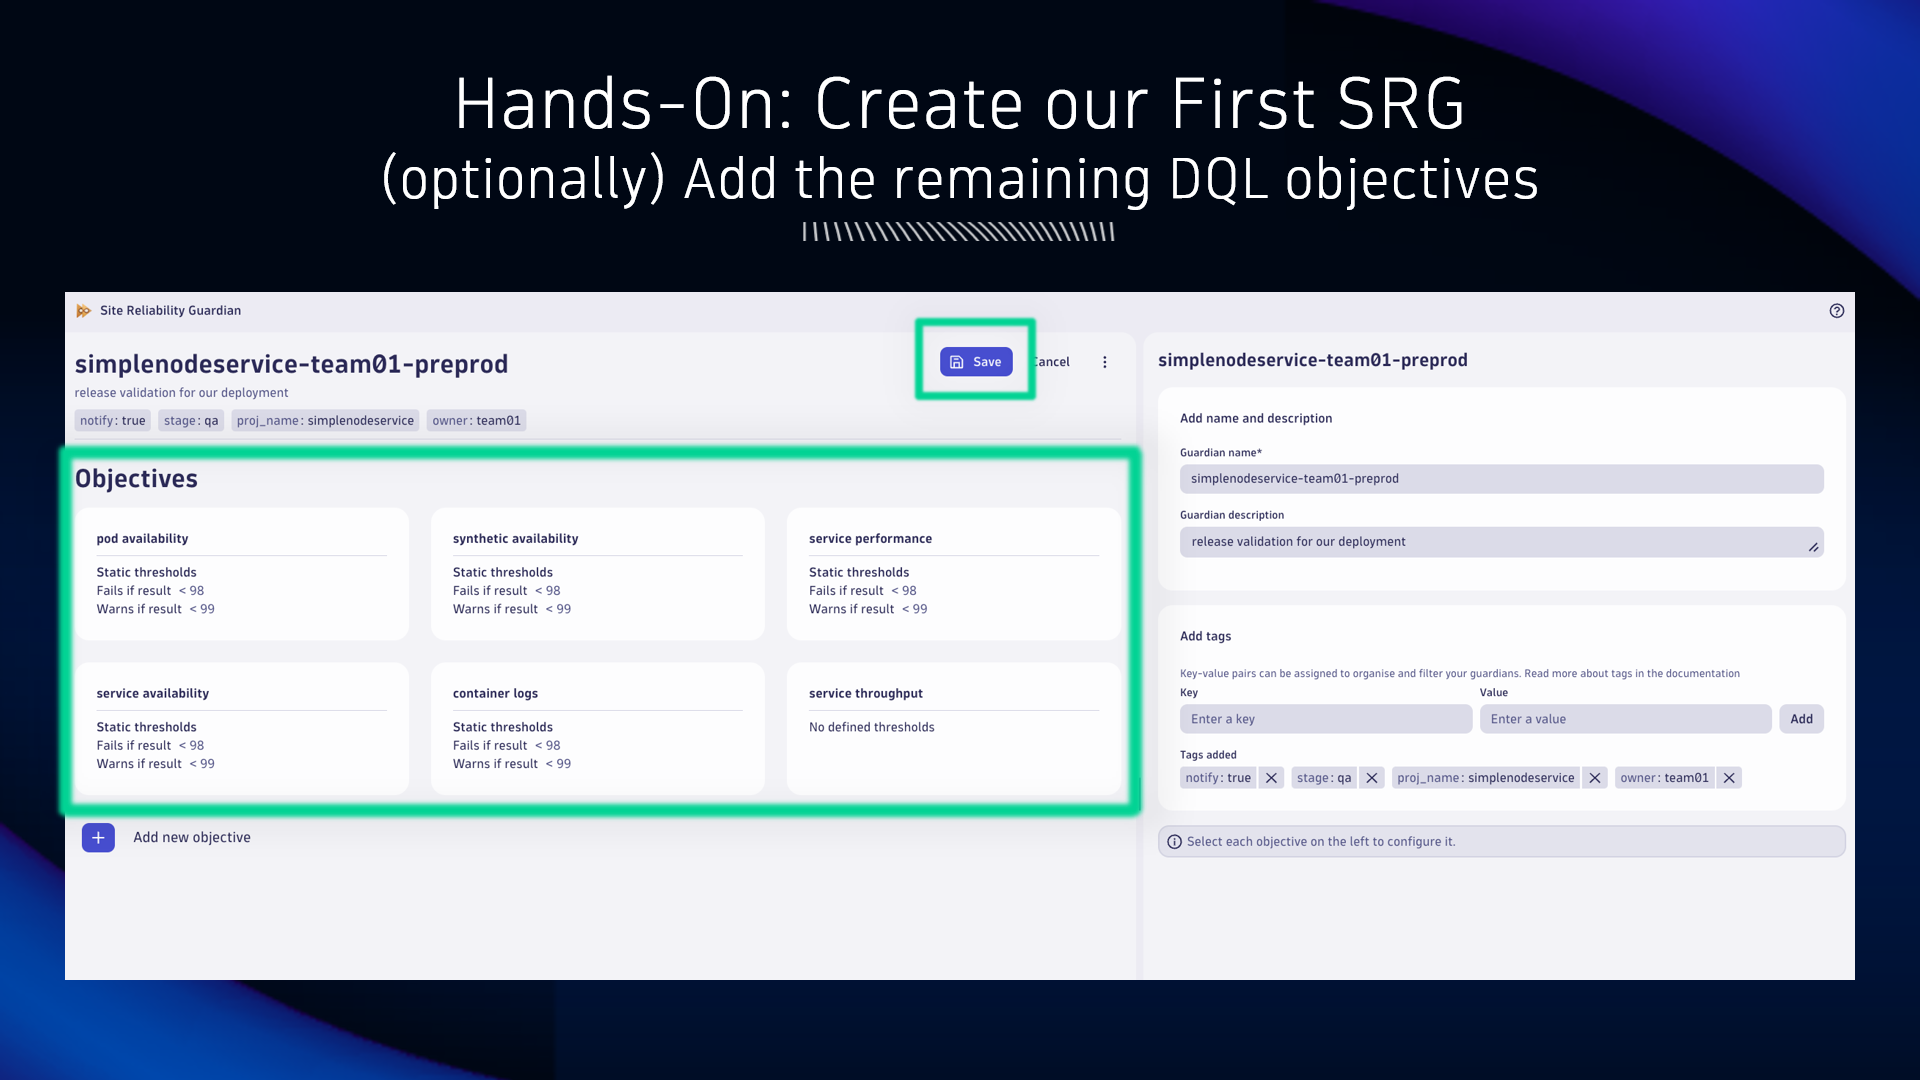 Hands-On: Create our First SRG
(optionally) Add the remaining DQL objectives
Site Reliability Guardian
simplenodeservice-team01-preprod
Save
Cancel
release validation for our deployment
notify: true stage: qa proj_name: simplenodeservice owner: team01
Objectives
pod availability
Static thresholds
Fails if result < 98
Warns if result < 99
synthetic availability
Static thresholds
Fails if result < 98
Warns if result < 99
service performance
Static thresholds
Fails if result < 98
Warns if result < 99
service availability
Static thresholds
Fails if result < 98
Warns if result < 99
container logs
Static thresholds
Fails if result < 98
Warns if result < 99
service throughput
No defined thresholds
+ Add new objective
simplenodeservice-team01-preprod
Add name and description
Guardian name*
simplenodeservice-team01-preprod
Guardian description
release validation for our deployment
Add tags
Key-value pairs can be assigned to organise and filter your guardians. Read more about tags in the documentation
Key Value
Enter a key Enter a value Add
Tags added
notify: true stage: qa proj_name: simplenodeservice owner: team01
Select each objective on the left to configure it.